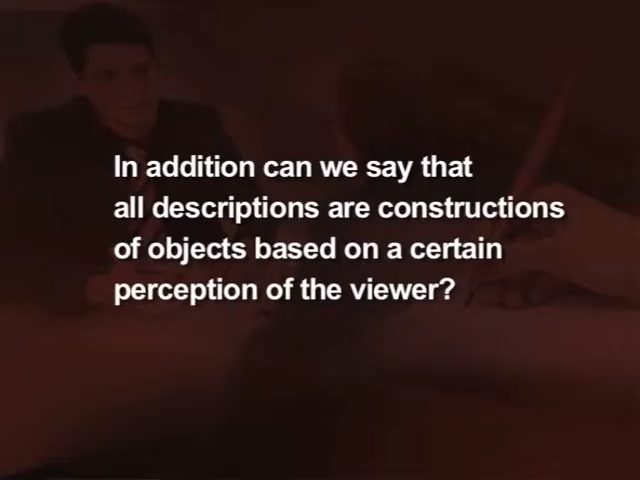 In addition can we say that
all descriptions are constructions
of objects based on a certain
perception of the viewer?